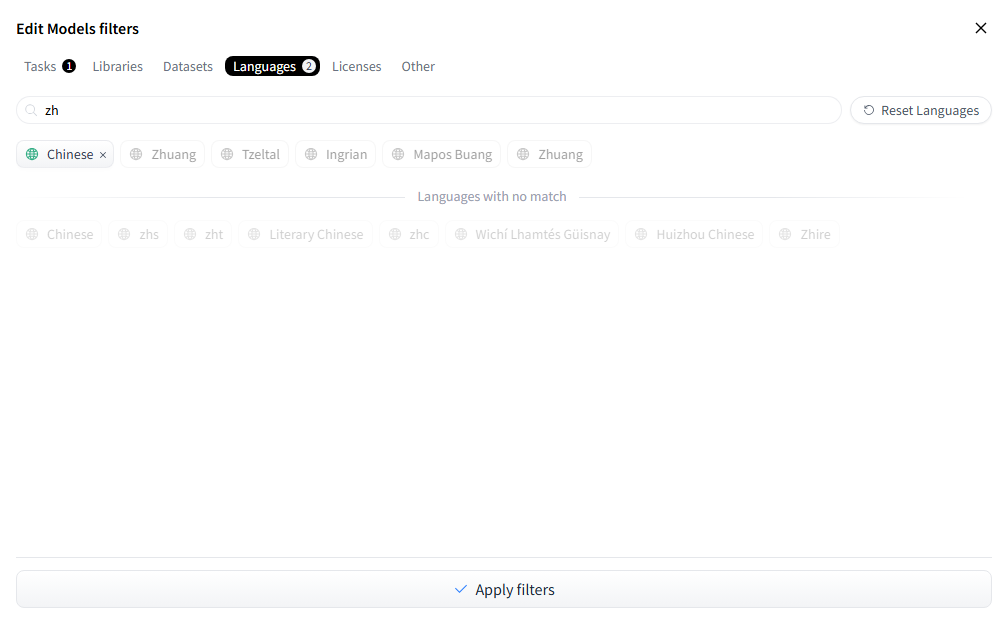 Edit Models filters
Tasks 1 Libraries Datasets Languages 2 Licenses Other
zh Reset Languages
Chinese × Zhuang Tzeltal Ingrian Mapos Buang Zhuang
Languages with no match
Chinese zhs zht Literary Chinese zhc Wichí Lhamtés Güisnay Huizhou Chinese Zhire
Apply filters